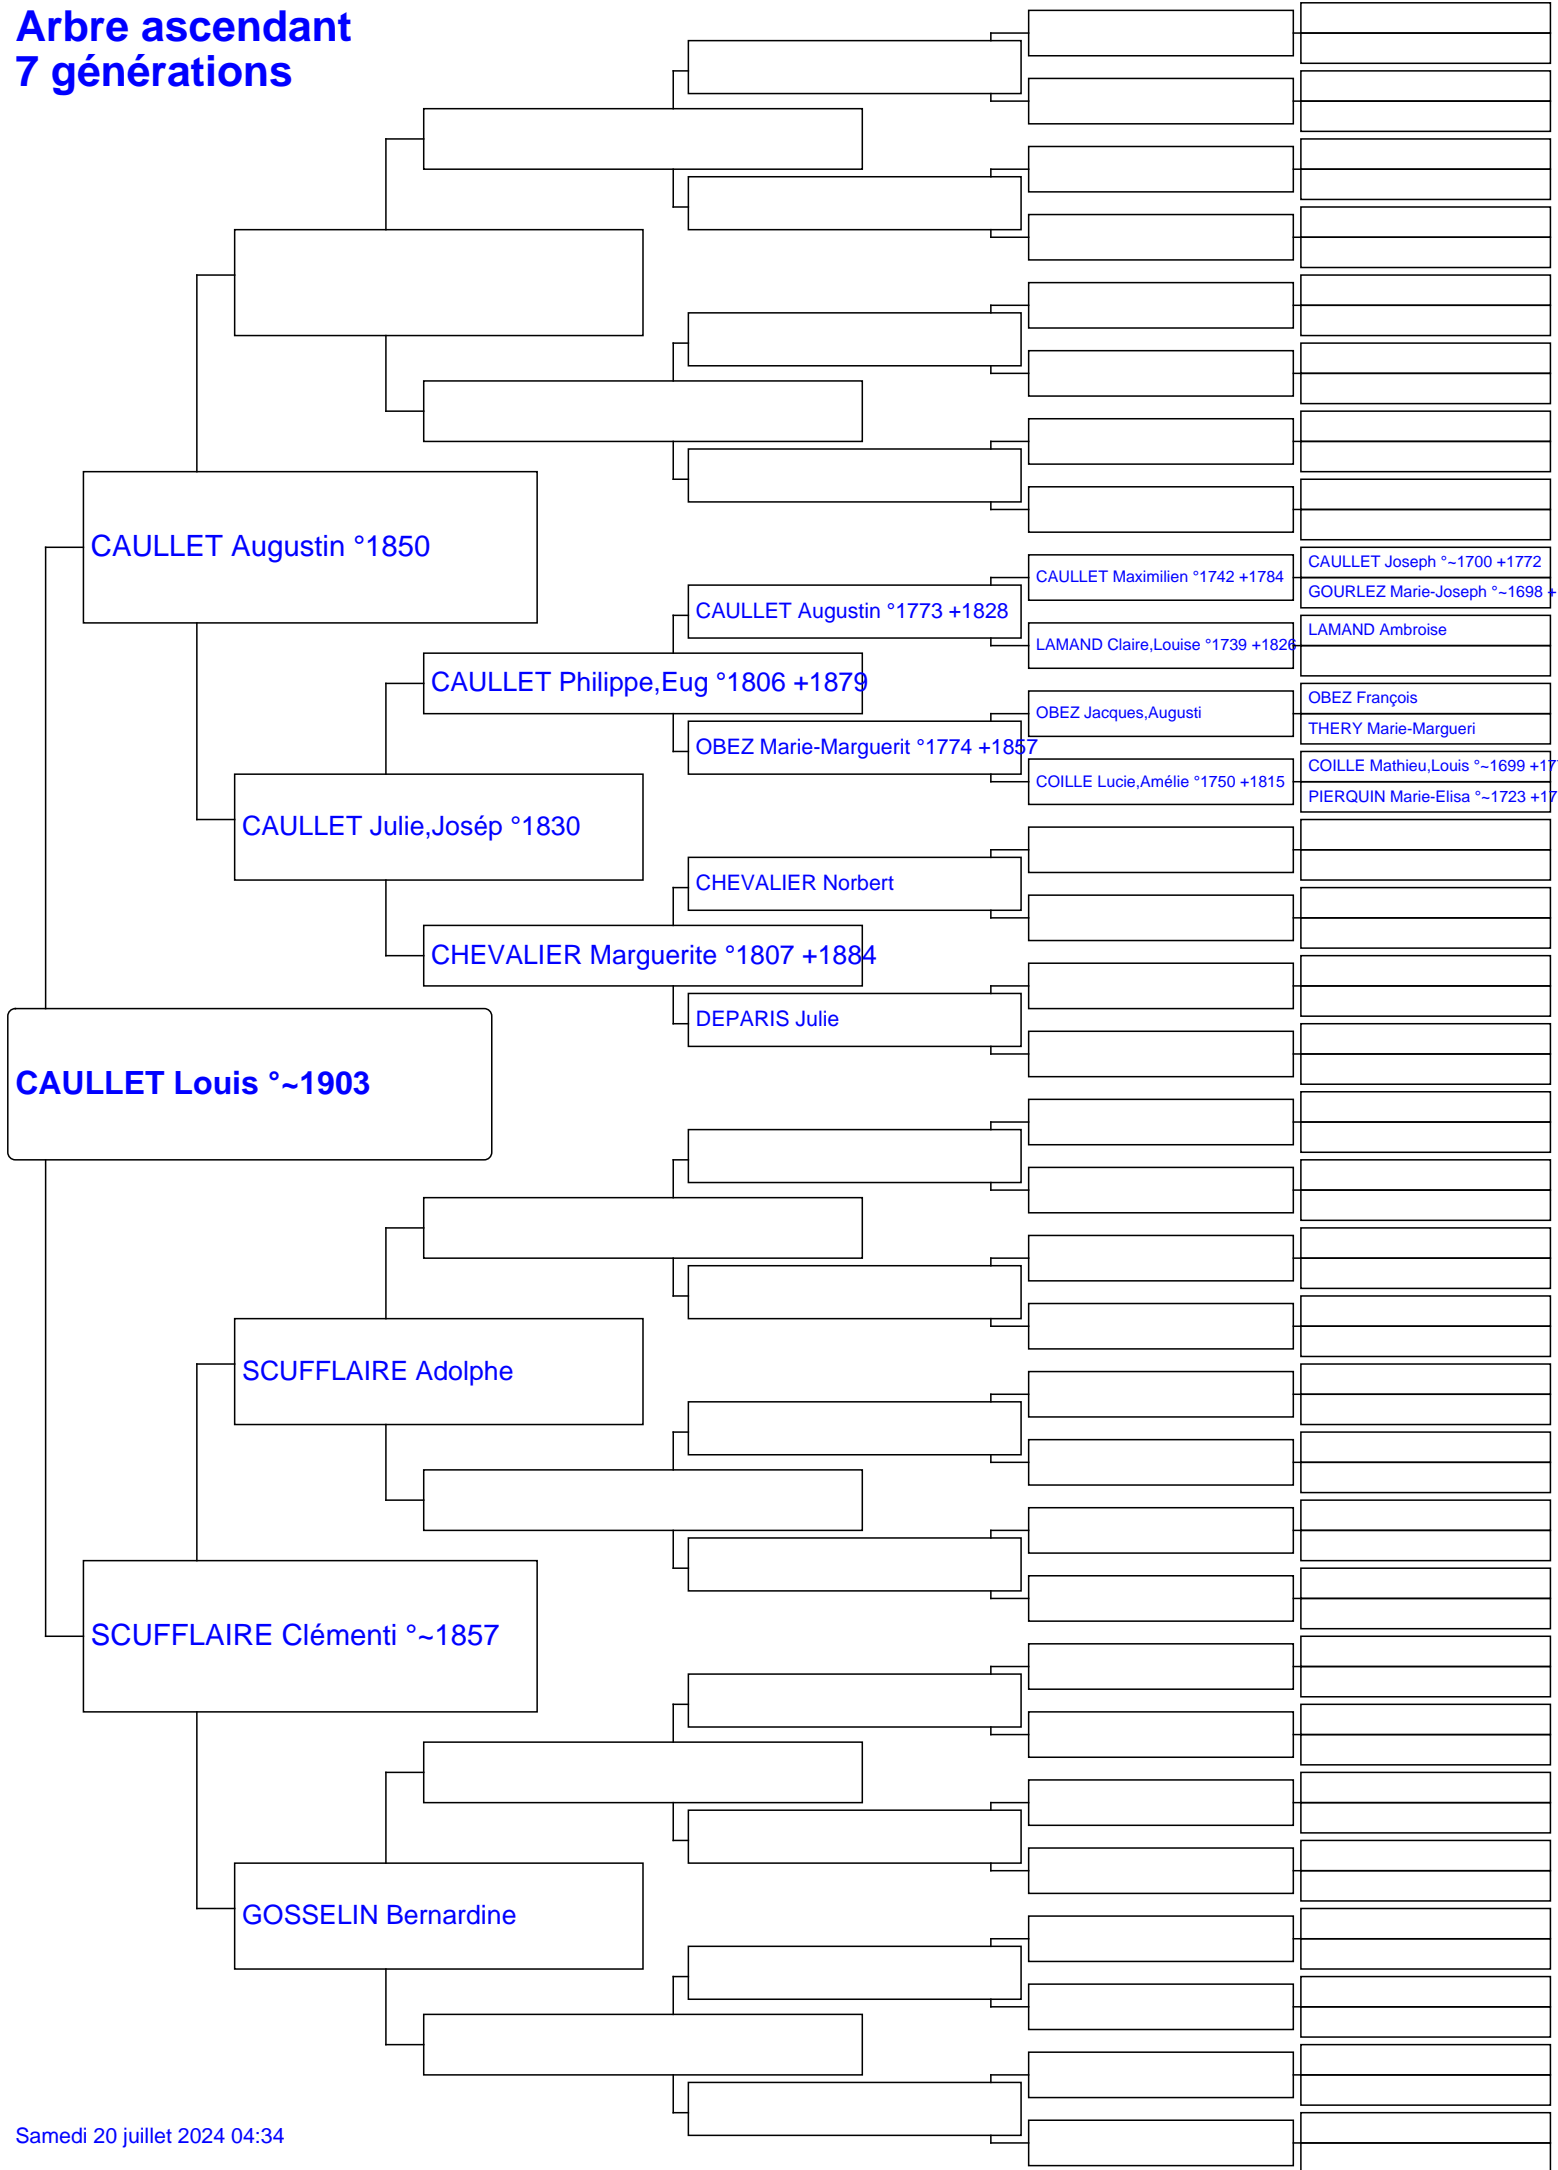 Arbre ascendant
7 générations
CAULLET Augustin °1850
CAULLET Joseph °~1700 +1772
CAULLET Maximilien °1742 +1784
GOURLEZ Marie-Joseph °~1698 +
CAULLET Augustin °1773 +1828
LAMAND Ambroise
LAMAND Claire,Louise °1739 +1826
CAULLET Philippe,Eug °1806 +1879
OBEZ François
OBEZ Jacques,Augusti
THERY Marie-Margueri
OBEZ Marie-Marguerit °1774 +1857
COILLE Mathieu,Louis °~1699 +17
COILLE Lucie,Amélie °1750 +1815
PIERQUIN Marie-Elisa °~1723 +17
CAULLET Julie,Josép °1830
CHEVALIER Norbert
CHEVALIER Marguerite °1807 +1884
DEPARIS Julie
CAULLET Louis °~1903
SCUFFLAIRE Adolphe
SCUFFLAIRE Clémenti °~1857
GOSSELIN Bernardine
Samedi 20 juillet 2024 04:34